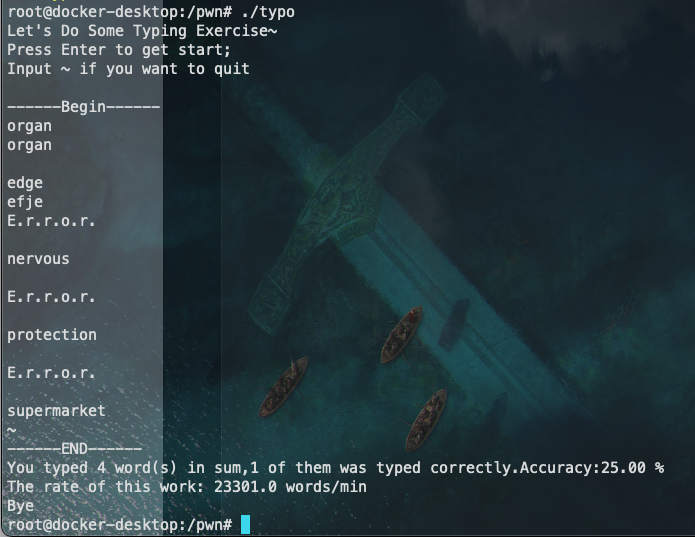 root@docker-desktop:/pwn# ./typo
Let's Do Some Typing Exercise~
Press Enter to get start;
Input ~ if you want to quit
------Begin------
organ
organ
edge
efje
E.r.r.o.r.
nervous
E.r.r.o.r.
protection
E.r.r.o.r.
supermarket
~
------END------
You typed 4 word(s) in sum,1 of them was typed correctly.Accuracy:25.00 %
The rate of this work: 23301.0 words/min
Bye
root@docker-desktop:/pwn#